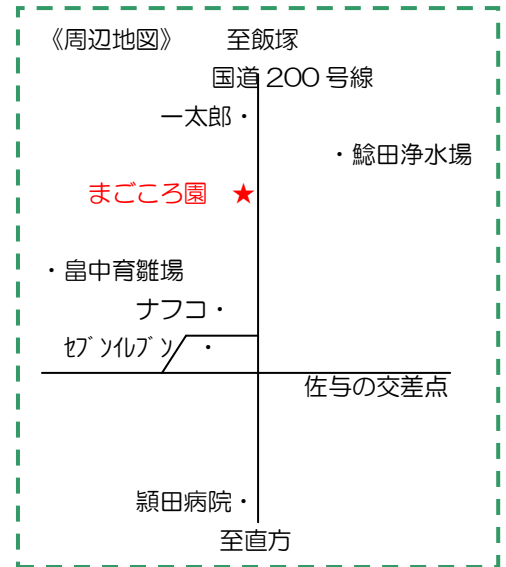 《周辺地図》 至飯塚
国道200号線
一太郎・
・鯰田浄水場
まごころ園 ★
・畠中育雛場
ナフコ・
ｾﾌﾞﾝｲﾚﾌﾞﾝ ・
佐与の交差点
頴田病院・
至直方